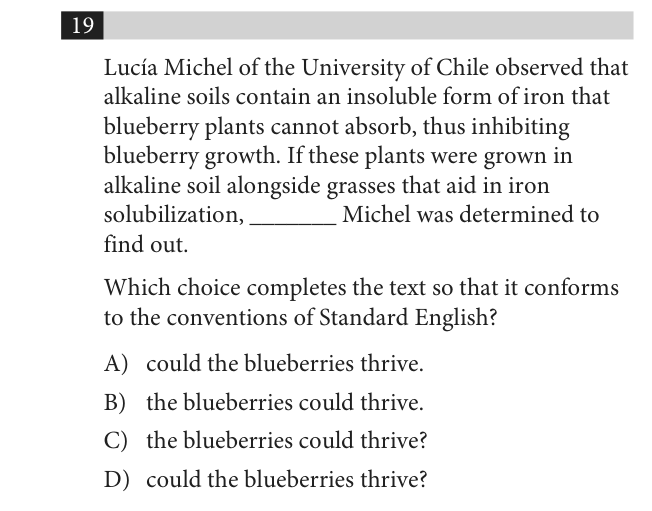 19
Lucía Michel of the University of Chile observed that
alkaline soils contain an insoluble form of iron that
blueberry plants cannot absorb, thus inhibiting
blueberry growth. If these plants were grown in
alkaline soil alongside grasses that aid in iron
solubilization, _______ Michel was determined to
find out.
Which choice completes the text so that it conforms
to the conventions of Standard English?
A) could the blueberries thrive.
B) the blueberries could thrive.
C) the blueberries could thrive?
D) could the blueberries thrive?